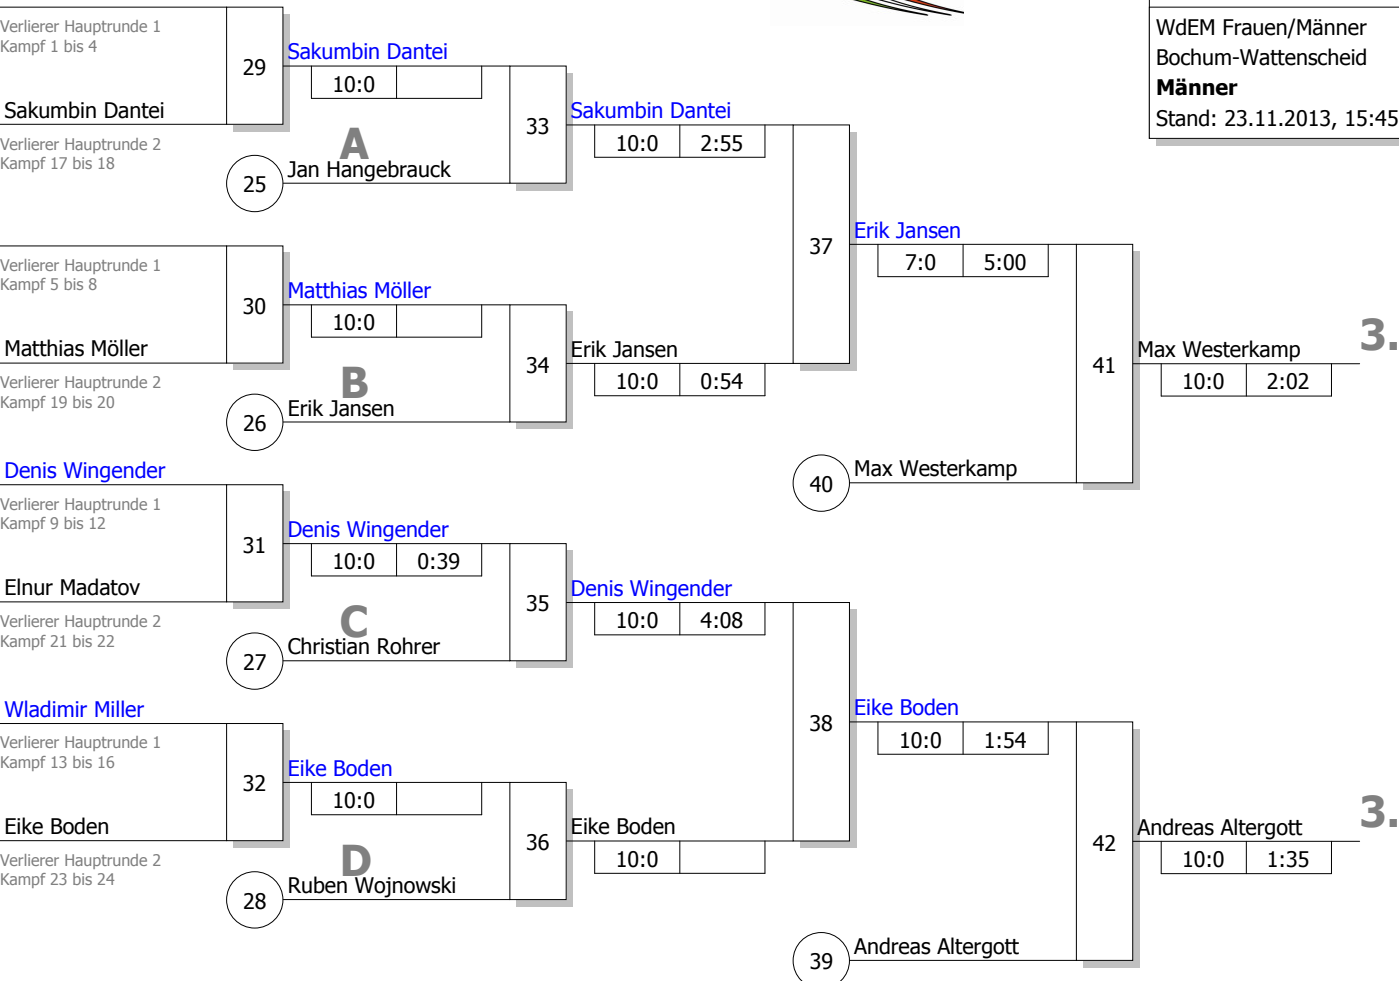 WdEM Frauen/Männer
Bochum-Wattenscheid
Männer
Stand: 23.11.2013, 15:45
Verlierer Hauptrunde 1
Kampf 1 bis 4
29
Sakumbin Dantei
10:0
Sakumbin Dantei
Verlierer Hauptrunde 2
Kampf 17 bis 18
A
25
Jan Hangebrauck
33
Sakumbin Dantei
10:0 2:55
Verlierer Hauptrunde 1
Kampf 5 bis 8
30
Matthias Möller
10:0
Matthias Möller
Verlierer Hauptrunde 2
Kampf 19 bis 20
B
26
Erik Jansen
34
Erik Jansen
10:0 0:54
37
Erik Jansen
7:0 5:00
40
Max Westerkamp
41
Max Westerkamp
10:0 2:02
3.
Denis Wingender
Verlierer Hauptrunde 1
Kampf 9 bis 12
31
Denis Wingender
10:0 0:39
Elnur Madatov
Verlierer Hauptrunde 2
Kampf 21 bis 22
C
27
Christian Rohrer
35
Denis Wingender
10:0 4:08
Wladimir Miller
Verlierer Hauptrunde 1
Kampf 13 bis 16
32
Eike Boden
10:0
Eike Boden
Verlierer Hauptrunde 2
Kampf 23 bis 24
D
28
Ruben Wojnowski
36
Eike Boden
10:0
38
Eike Boden
10:0 1:54
39
Andreas Altergott
42
Andreas Altergott
10:0 1:35
3.